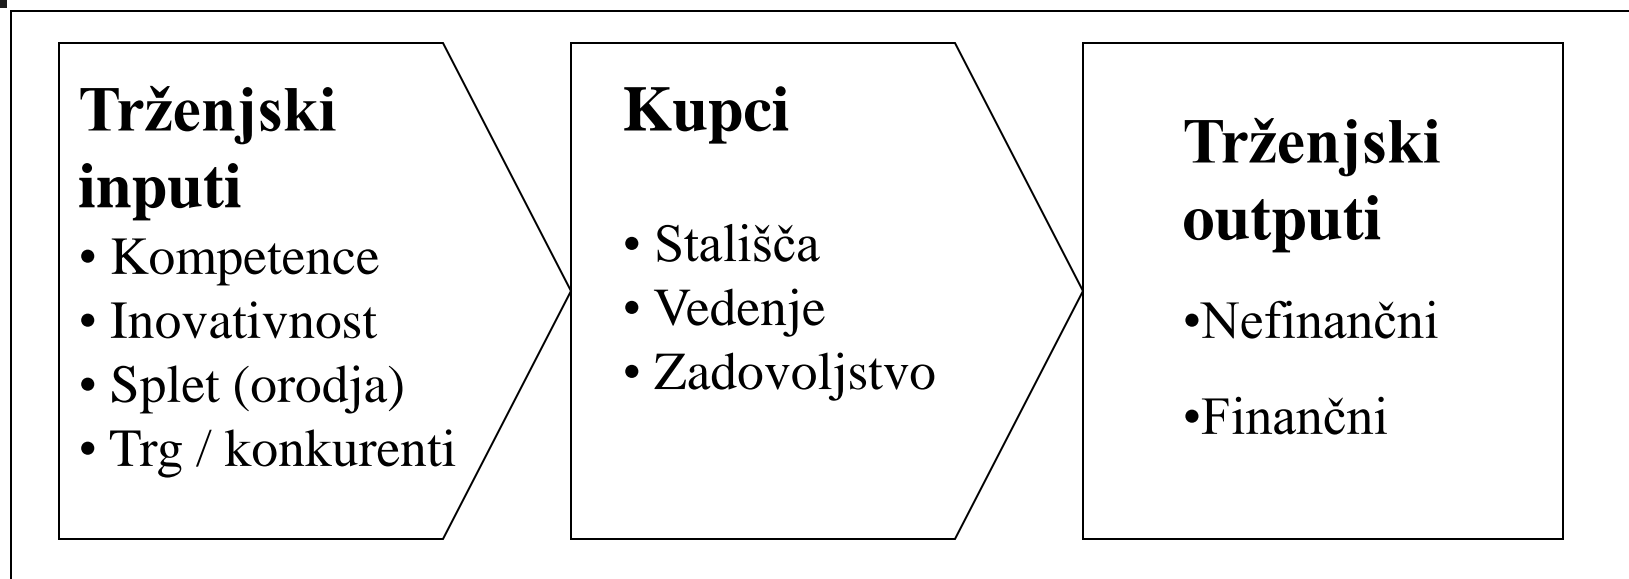 Trženjski
inputi
• Kompetence
• Inovativnost
• Splet (orodja)
• Trg / konkurenti
Kupci
• Stališča
• Vedenje
• Zadovoljstvo
Trženjski
outputi
•Nefinančni
•Finančni